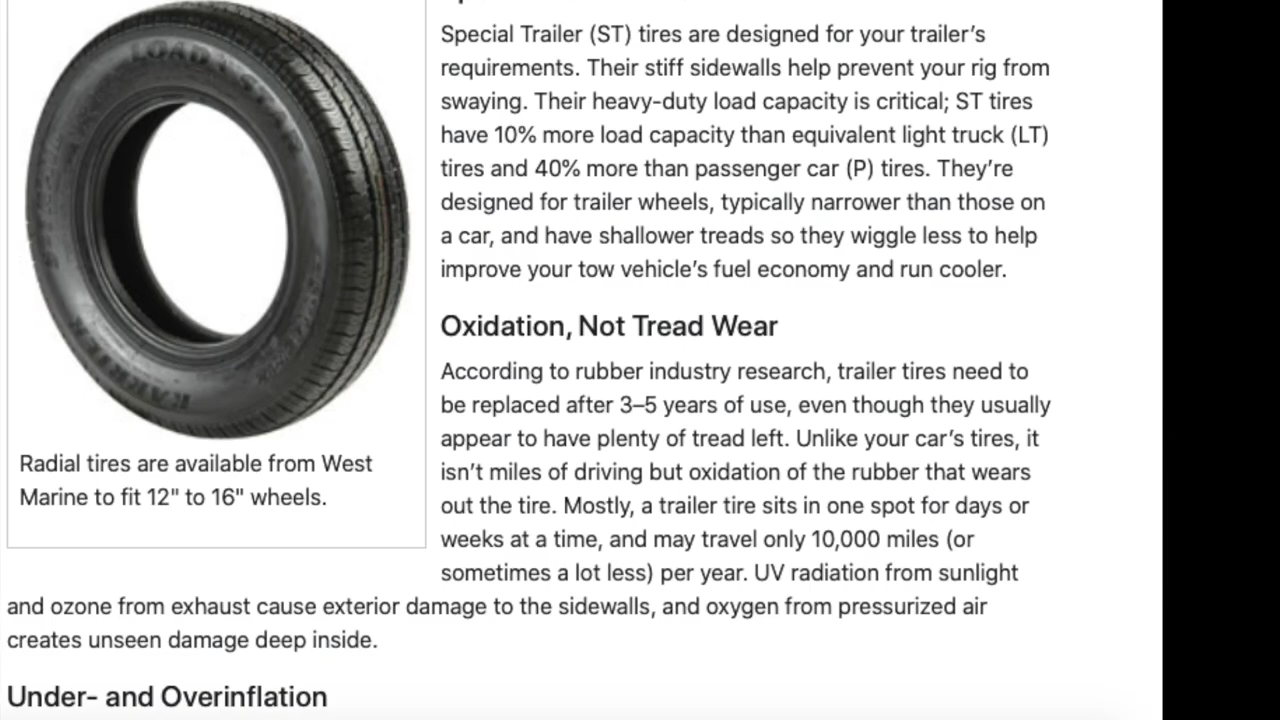 LOAD STAR
KARRIER
Special Trailer (ST) tires are designed for your trailer’s
requirements. Their stiff sidewalls help prevent your rig from
swaying. Their heavy-duty load capacity is critical; ST tires
have 10% more load capacity than equivalent light truck (LT)
tires and 40% more than passenger car (P) tires. They’re
designed for trailer wheels, typically narrower than those on
a car, and have shallower treads so they wiggle less to help
improve your tow vehicle’s fuel economy and run cooler.
Oxidation, Not Tread Wear
According to rubber industry research, trailer tires need to
be replaced after 3–5 years of use, even though they usually
appear to have plenty of tread left. Unlike your car’s tires, it
isn’t miles of driving but oxidation of the rubber that wears
out the tire. Mostly, a trailer tire sits in one spot for days or
weeks at a time, and may travel only 10,000 miles (or
sometimes a lot less) per year. UV radiation from sunlight
and ozone from exhaust cause exterior damage to the sidewalls, and oxygen from pressurized air
creates unseen damage deep inside.
Radial tires are available from West
Marine to fit 12" to 16" wheels.
Under- and Overinflation